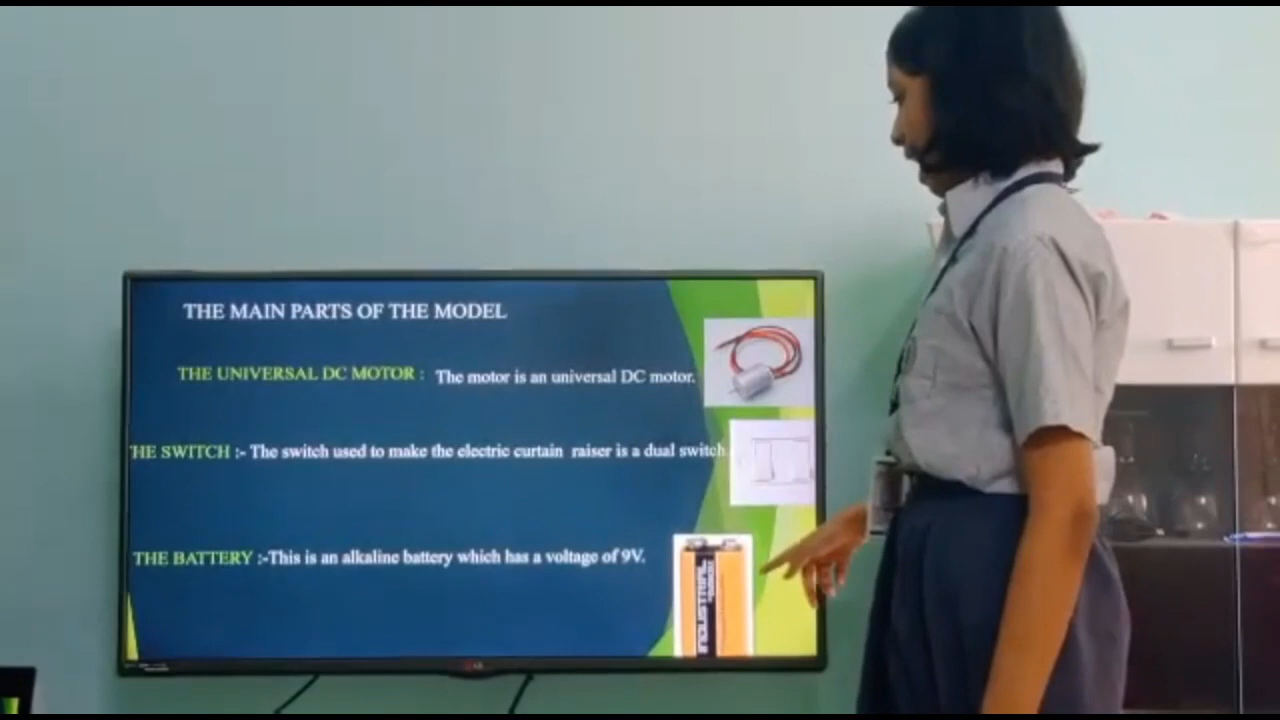 THE MAIN PARTS OF THE MODEL
THE UNIVERSAL DC MOTOR : The motor is an universal DC motor.
HE SWITCH :- The switch used to make the electric curtain raiser is a dual switch
THE BATTERY :-This is an alkaline battery which has a voltage of 9V.
INDUSTRIAL
LG